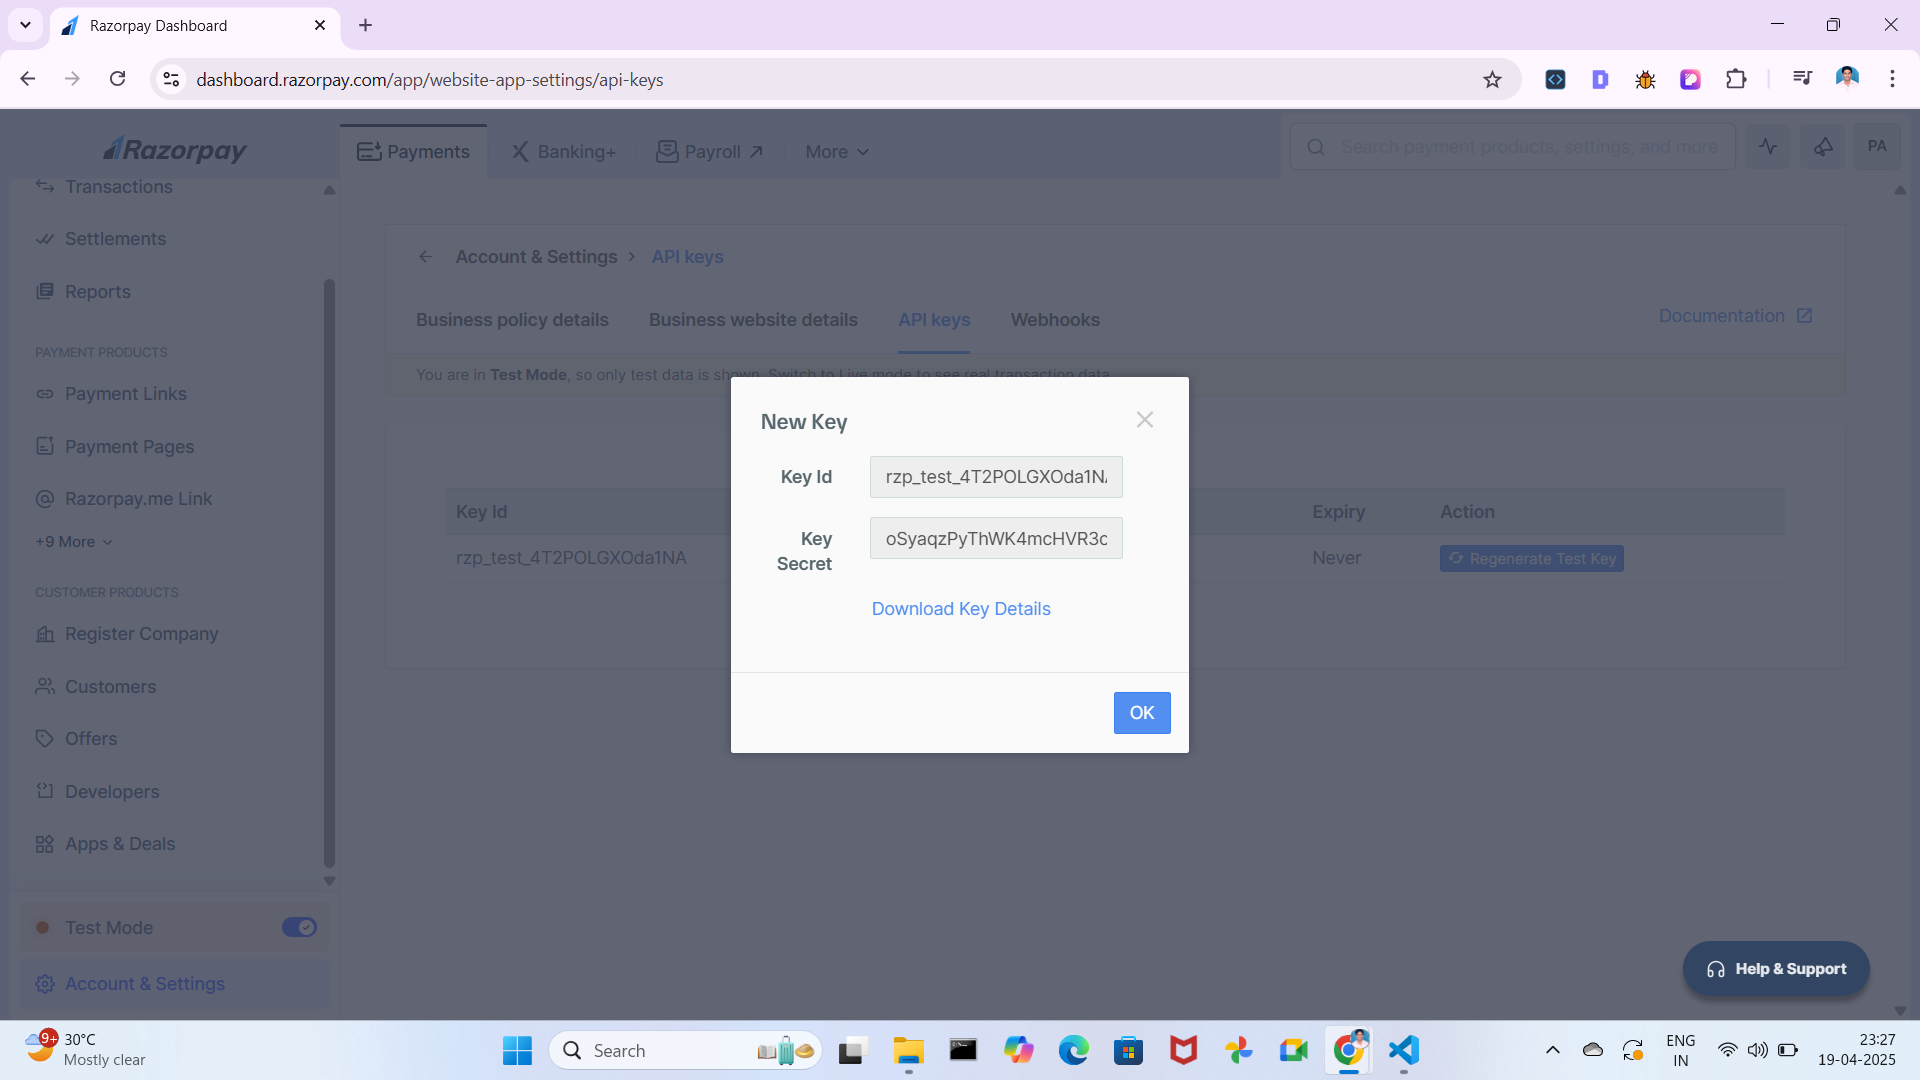 Razorpay Dashboard
dashboard.razorpay.com/app/website-app-settings/api-keys
Razorpay
Payments
Banking+
Payroll
More
Search payment products, settings, and more
PA
Transactions
Settlements
Reports
PAYMENT PRODUCTS
Payment Links
Payment Pages
Razorpay.me Link
+9 More
CUSTOMER PRODUCTS
Register Company
Customers
Offers
Developers
Apps & Deals
Test Mode
Account & Settings
Account & Settings > API keys
Business policy details
Business website details
API keys
Webhooks
Documentation
You are in Test Mode, so only test data is shown. Switch to Live mode to see real transaction data.
Key Id
Expiry
Action
rzp_test_4T2POLGXOda1NA
Never
Regenerate Test Key
New Key
Key Id
rzp_test_4T2POLGXOda1N
Key Secret
oSyaqzPyThWK4mcHVR3
Download Key Details
OK
Help & Support
9+
30°C
Mostly clear
Search
ENG
IN
23:27
19-04-2025